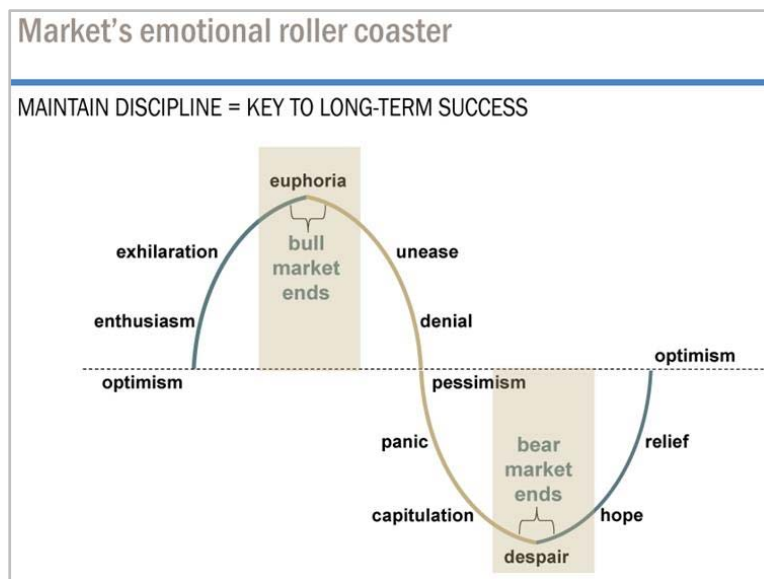 Market's emotional roller coaster
MAINTAIN DISCIPLINE = KEY TO LONG-TERM SUCCESS
euphoria
exhilaration
bull
market
ends
unease
enthusiasm
denial
optimism
pessimism
optimism
panic
bear
market
ends
relief
capitulation
hope
despair